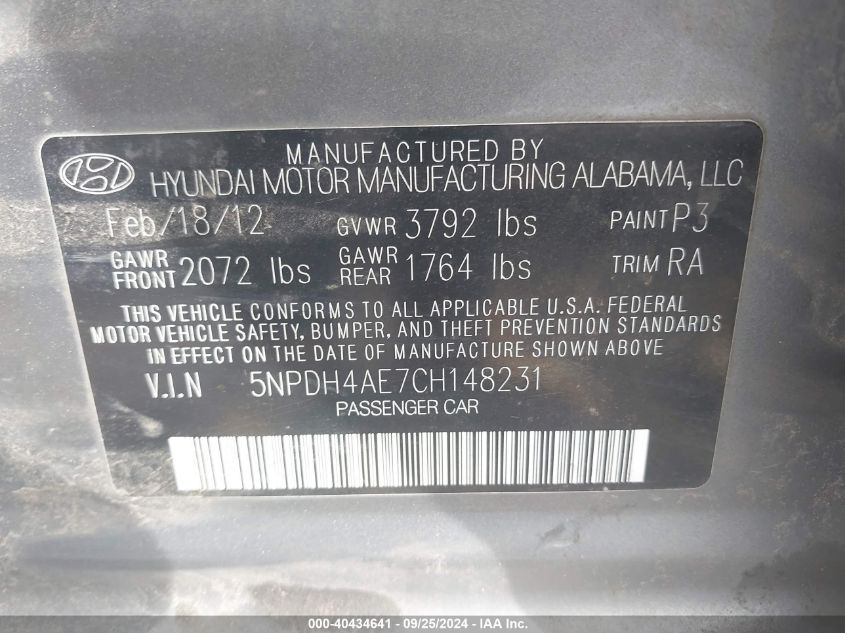 MANUFACTURED BY
HYUNDAI MOTOR MANUFACTURING ALABAMA, LLC
Feb/18/12 GVWR 3792 lbs PAINT P3
GAWR FRONT 2072 lbs GAWR REAR 1764 lbs TRIM RA
THIS VEHICLE CONFORMS TO ALL APPLICABLE U.S.A. FEDERAL
MOTOR VEHICLE SAFETY, BUMPER, AND THEFT PREVENTION STANDARDS
IN EFFECT ON THE DATE OF MANUFACTURE SHOWN ABOVE
V.I.N 5NPDH4AE7CH148231
PASSENGER CAR
000-40434641 - 09/25/2024 - IAA Inc.